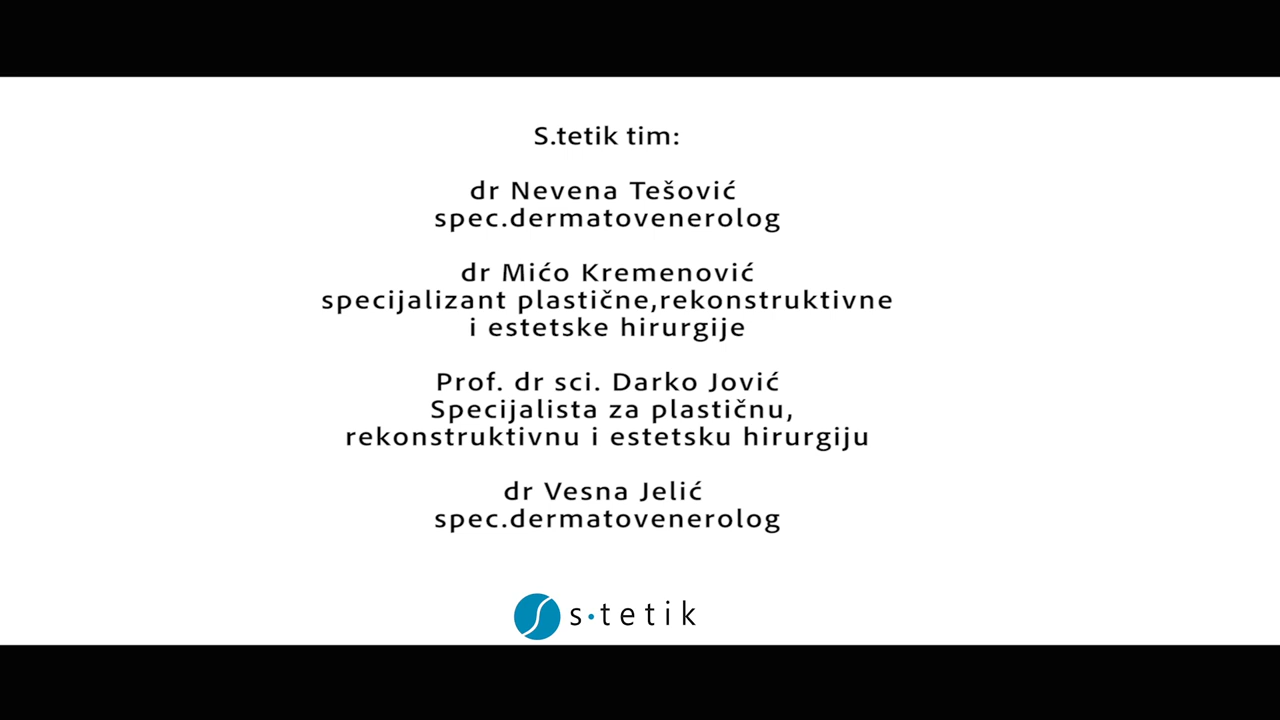 S.tetik tim:
dr Nevena Tešović
spec.dermatovenerolog
dr Mićo Kremenović
specijalizant plastične,rekonstruktivne
i estetske hirurgije
Prof. dr sci. Darko Jović
Specijalista za plastičnu,
rekonstruktivnu i estetsku hirurgiju
dr Vesna Jelić
spec.dermatovenerolog
s·tetik